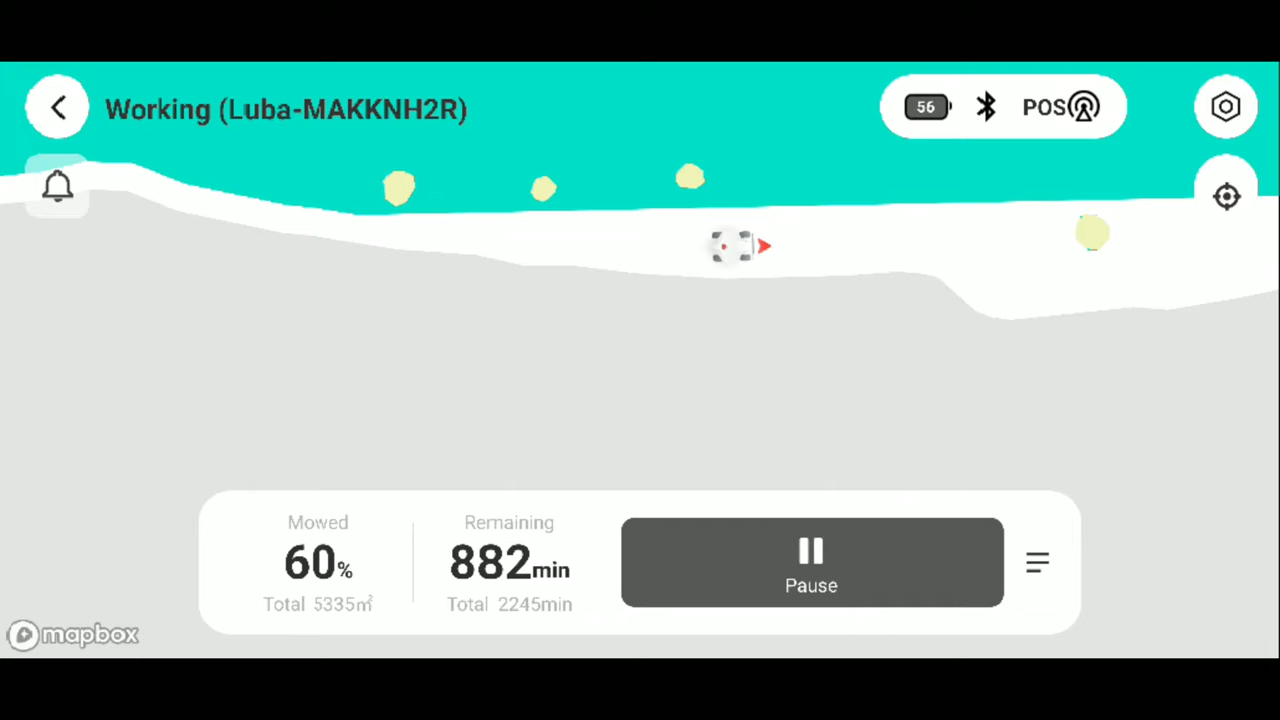 Working (Luba-MAKKNH2R)
56
POS
Mowed
60%
Total 5335㎡
Remaining
882min
Total 2245min
Pause
mapbox